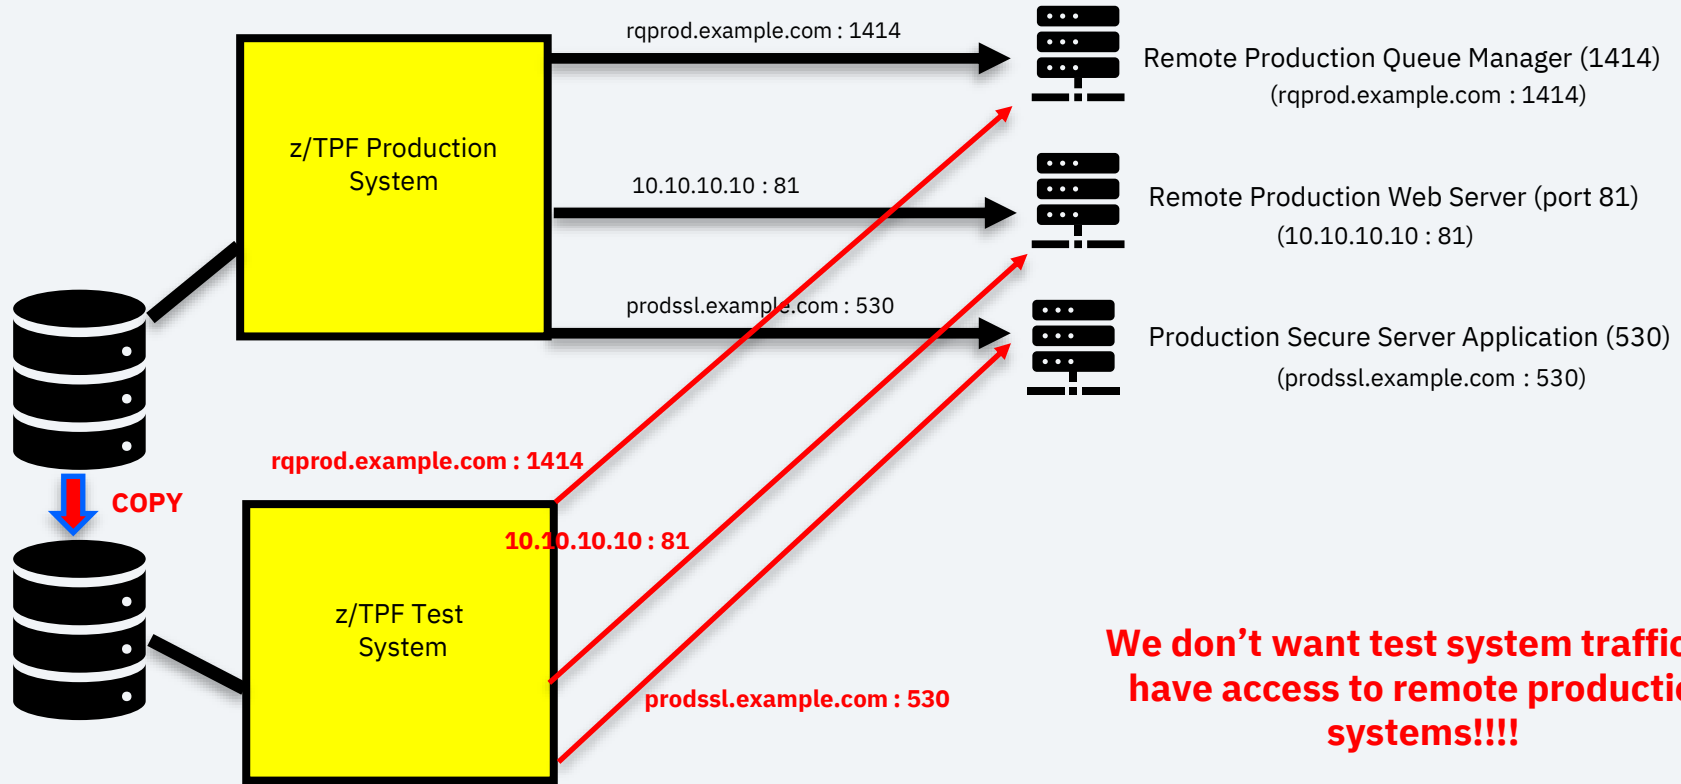 rqprod.example.com : 1414
Remote Production Queue Manager (1414)
(rqprod.example.com : 1414)
z/TPF Production
System
10.10.10.10 : 81
Remote Production Web Server (port 81)
(10.10.10.10 : 81)
prodssl.example.com : 530
Production Secure Server Application (530)
(prodssl.example.com : 530)
rqprod.example.com : 1414
COPY
10.10.10.10 : 81
z/TPF Test
System
prodssl.example.com : 530
We don’t want test system traffic
have access to remote
systems!!!!